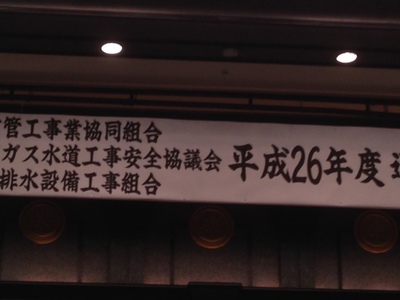 管工事業協同組合
ガス水道工事安全協議会 平成26年度
排水設備工事組合